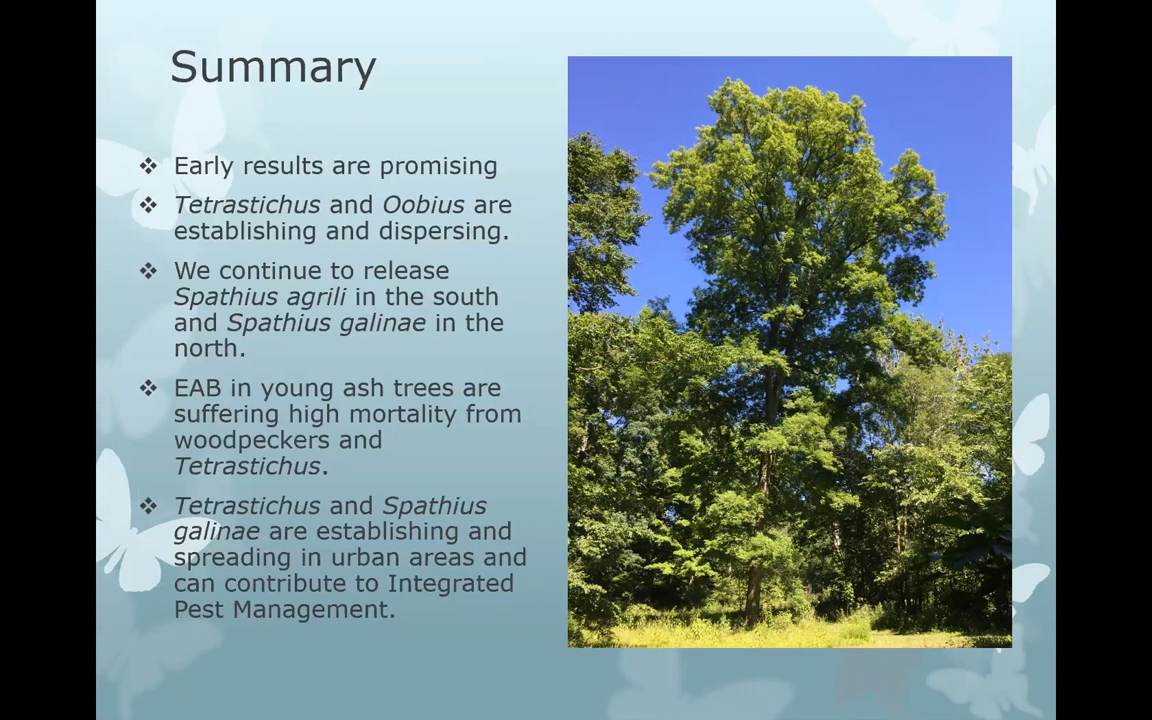 Summary
❖ Early results are promising
❖ Tetrastichus and Oobius are
establishing and dispersing.
❖ We continue to release
Spathius agrili in the south
and Spathius galinae in the
north.
❖ EAB in young ash trees are
suffering high mortality from
woodpeckers and
Tetrastichus.
❖ Tetrastichus and Spathius
galinae are establishing and
spreading in urban areas and
can contribute to Integrated
Pest Management.